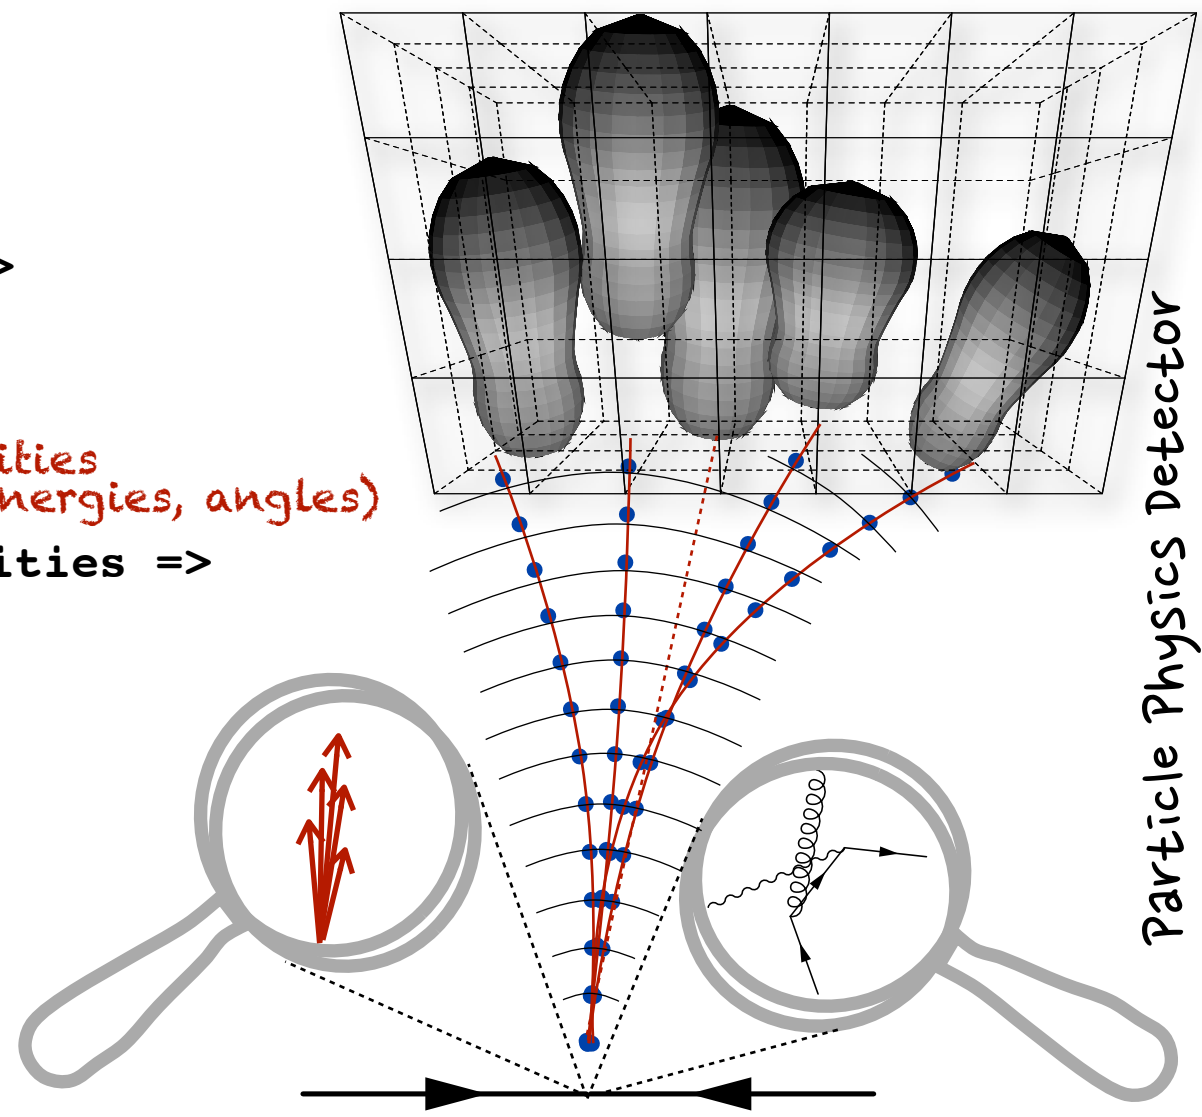 >
ities
nergies, angles)
ities =>
Particle Physics Detector